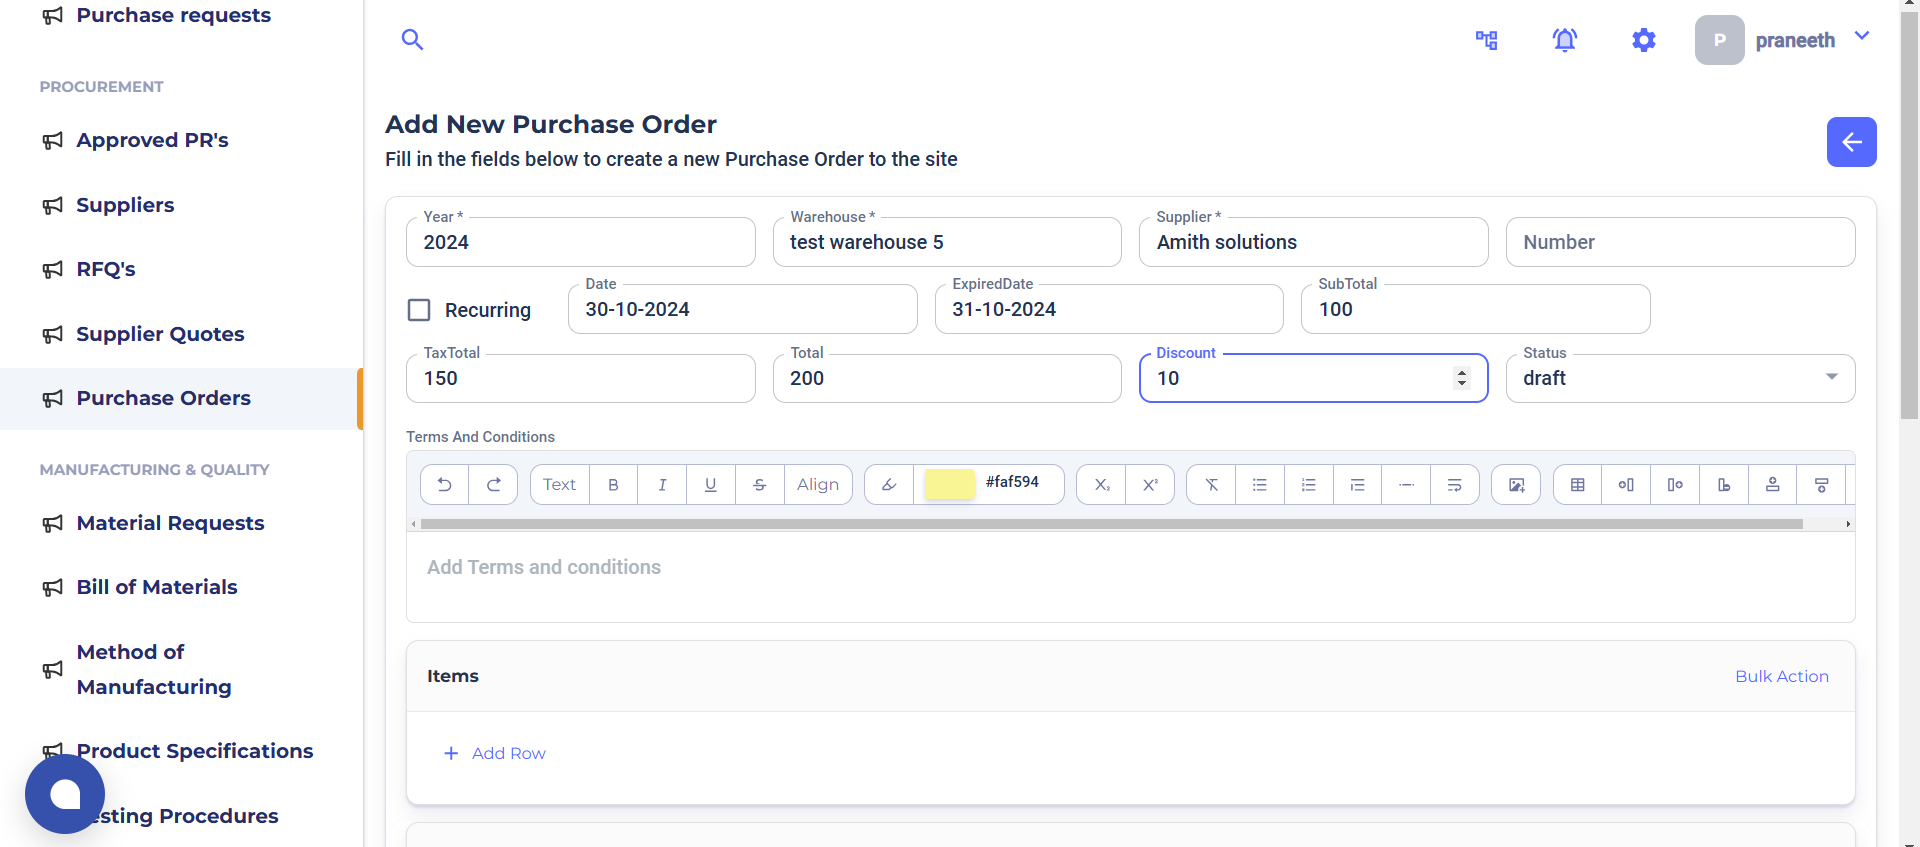 Purchase requests
PROCUREMENT
Approved PR's
Suppliers
RFQ's
Supplier Quotes
Purchase Orders
MANUFACTURING & QUALITY
Material Requests
Bill of Materials
Method of
Manufacturing
Product Specifications
esting Procedures
P praneeth
Add New Purchase Order
Fill in the fields below to create a new Purchase Order to the site
Year * Warehouse * Supplier *
2024 test warehouse 5 Amith solutions Number
Date ExpiredDate SubTotal
Recurring 30-10-2024 31-10-2024 100
TaxTotal Total Discount Status
150 200 10 draft
Terms And Conditions
Text B I U S Align #faf594 X₂ X²
Add Terms and conditions
Items Bulk Action
+ Add Row